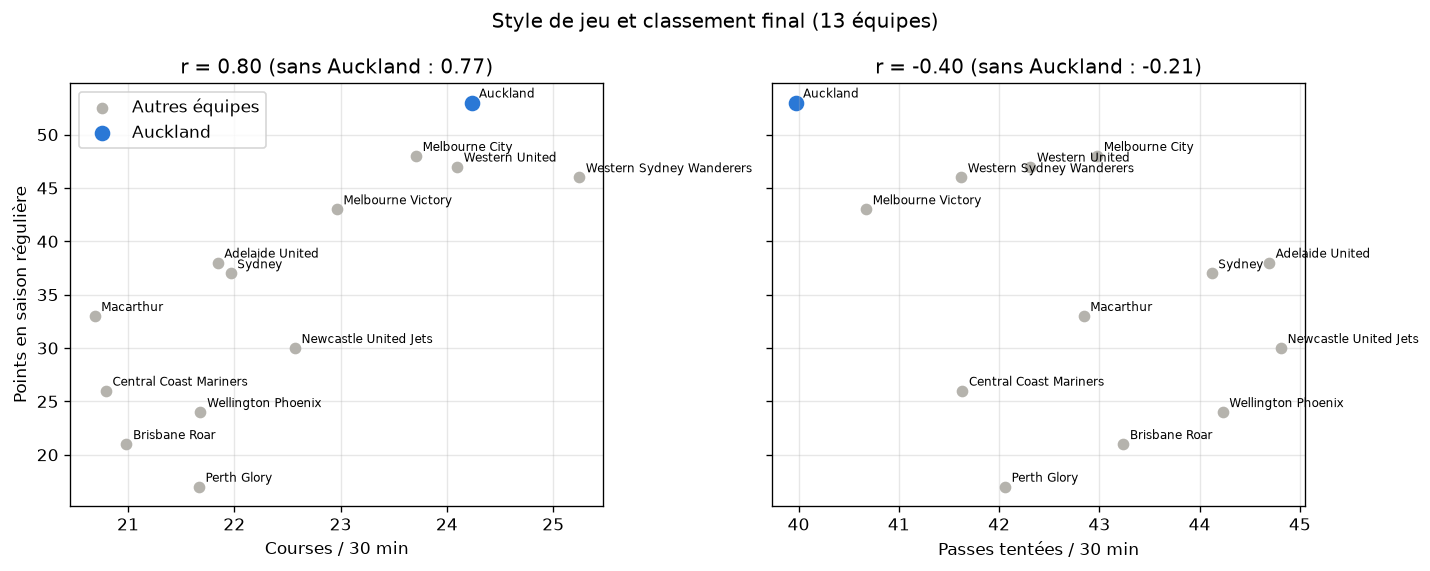 Style de jeu et classement final (13 équipes)
r = 0.80 (sans Auckland : 0.77)
Autres équipes
Auckland
Auckland
Melbourne City
Western United
Western Sydney Wanderers
Melbourne Victory
Adelaide United
Sydney
Macarthur
Newcastle United Jets
Central Coast Mariners
Wellington Phoenix
Brisbane Roar
Perth Glory
50
45
40
35
30
25
20
Points en saison régulière
21 22 23 24 25
Courses / 30 min
r = -0.40 (sans Auckland : -0.21)
Auckland
Melbourne City
Western United
Western Sydney Wanderers
Melbourne Victory
Adelaide United
Sydney
Macarthur
Newcastle United Jets
Central Coast Mariners
Wellington Phoenix
Brisbane Roar
Perth Glory
40 41 42 43 44 45
Passes tentées / 30 min